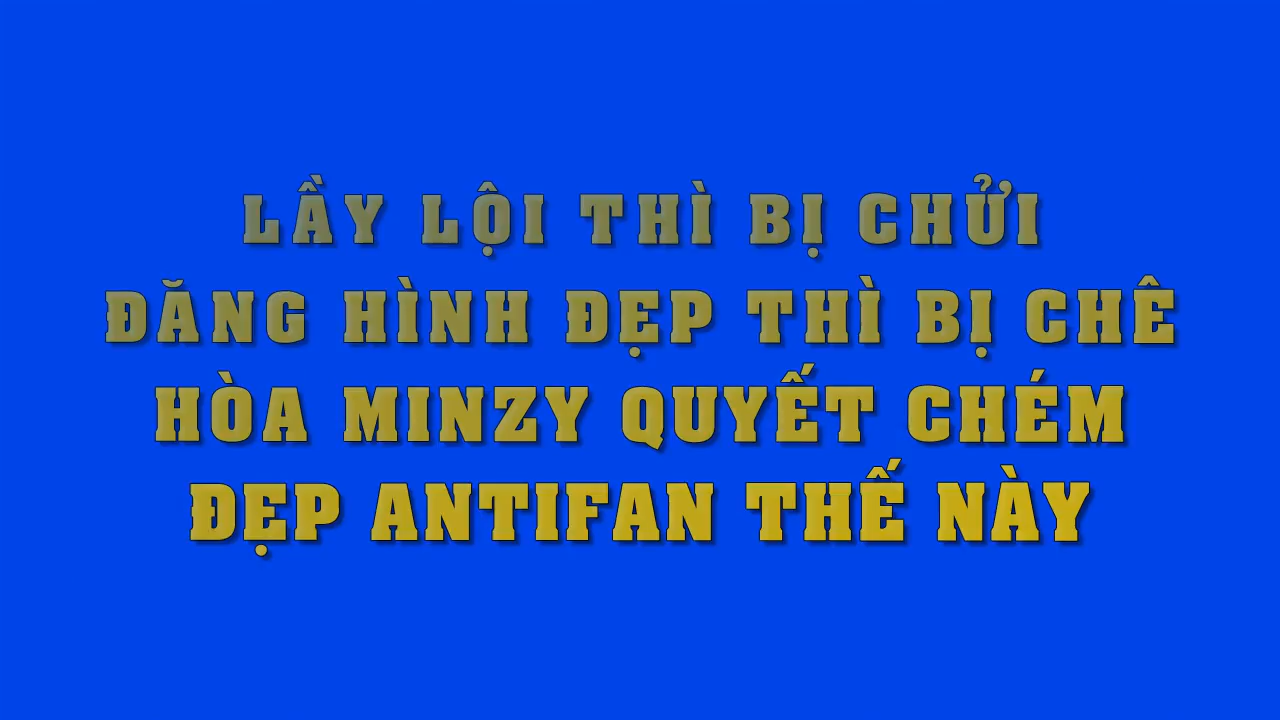 LẦY LỘI THÌ BỊ CHỬI
ĐĂNG HÌNH ĐẸP THÌ BỊ CHÊ
HÒA MINZY QUYẾT CHÉM
ĐẸP ANTIFAN THẾ NÀY